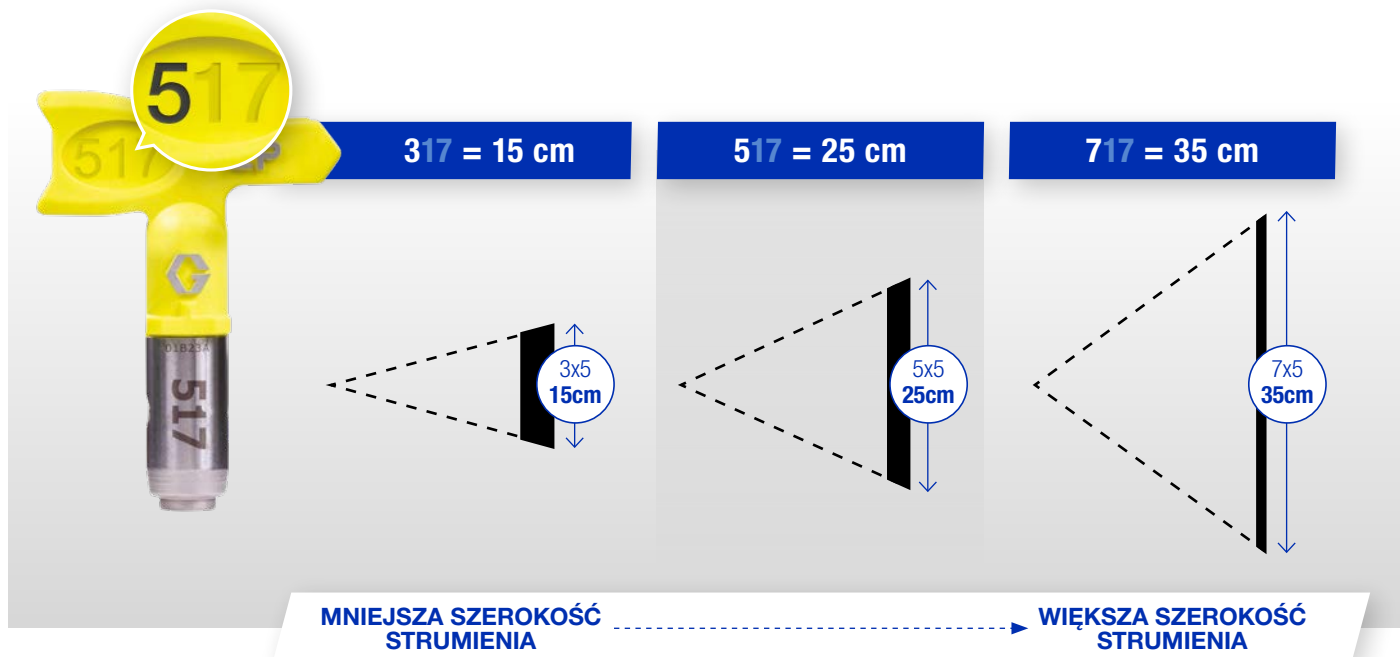 517
517
P
01B23A
517
317 = 15 cm
517 = 25 cm
717 = 35 cm
3x5
15cm
5x5
25cm
7x5
35cm
MNIEJSZA SZEROKOŚĆ
STRUMIENIA
WIĘKSZA SZEROKOŚĆ
STRUMIENIA